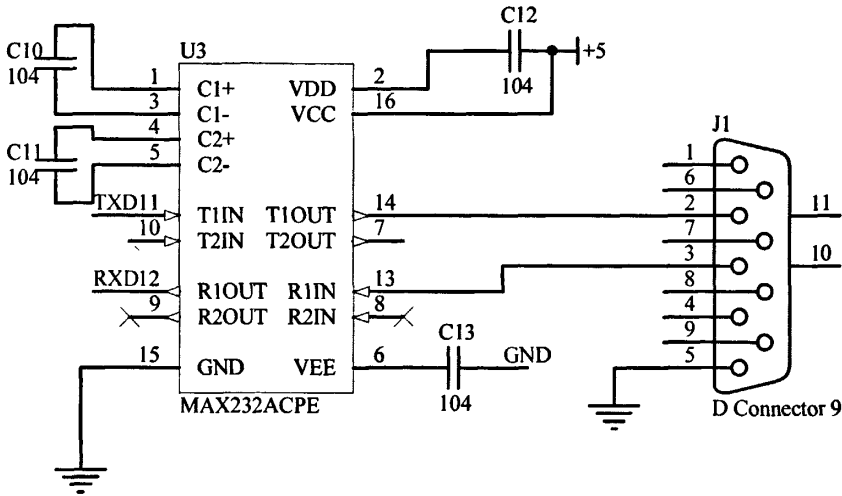 C12
+5
104
C10
104
U3
1 C1+ VDD 2
3 C1- VCC 16
4 C2+
5 C2-
C11
104
J1
1
6
TXD11 T1IN T1OUT 14
2
11
10 T2IN T2OUT 7
7
3
10
RXD12 R1OUT R1IN 13
8
9 R2OUT R2IN 8
4
9
C13
15 GND VEE 6
GND
5
104
MAX232ACPE
D Connector 9